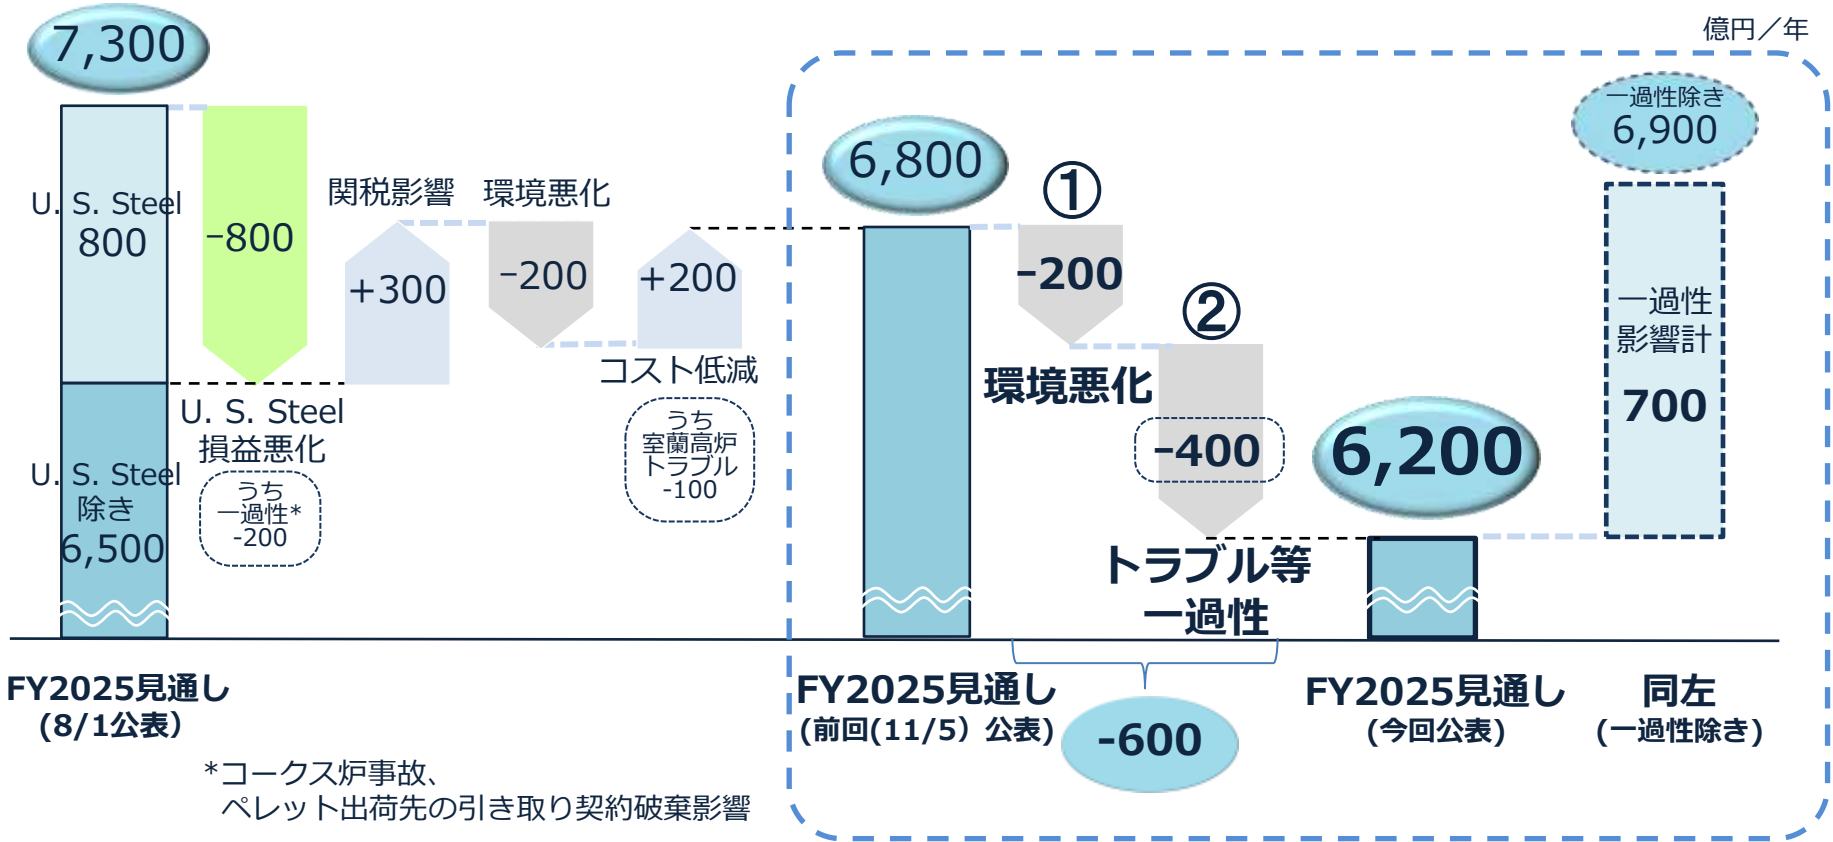 億円／年
7,300
U. S. Steel
800
U. S. Steel
除き
6,500
-800
U. S. Steel
損益悪化
うち
一過性*
-200
関税影響
+300
環境悪化
-200
+200
コスト低減
うち
室蘭高炉
トラブル
-100
6,800
①
-200
環境悪化
②
-400
トラブル等
一過性
6,200
一過性除き
6,900
一過性
影響計
700
FY2025見通し
(8/1公表）
FY2025見通し
(前回(11/5）公表)
-600
FY2025見通し
(今回公表)
同左
(一過性除き)
*コークス炉事故、
ペレット出荷先の引き取り契約破棄影響